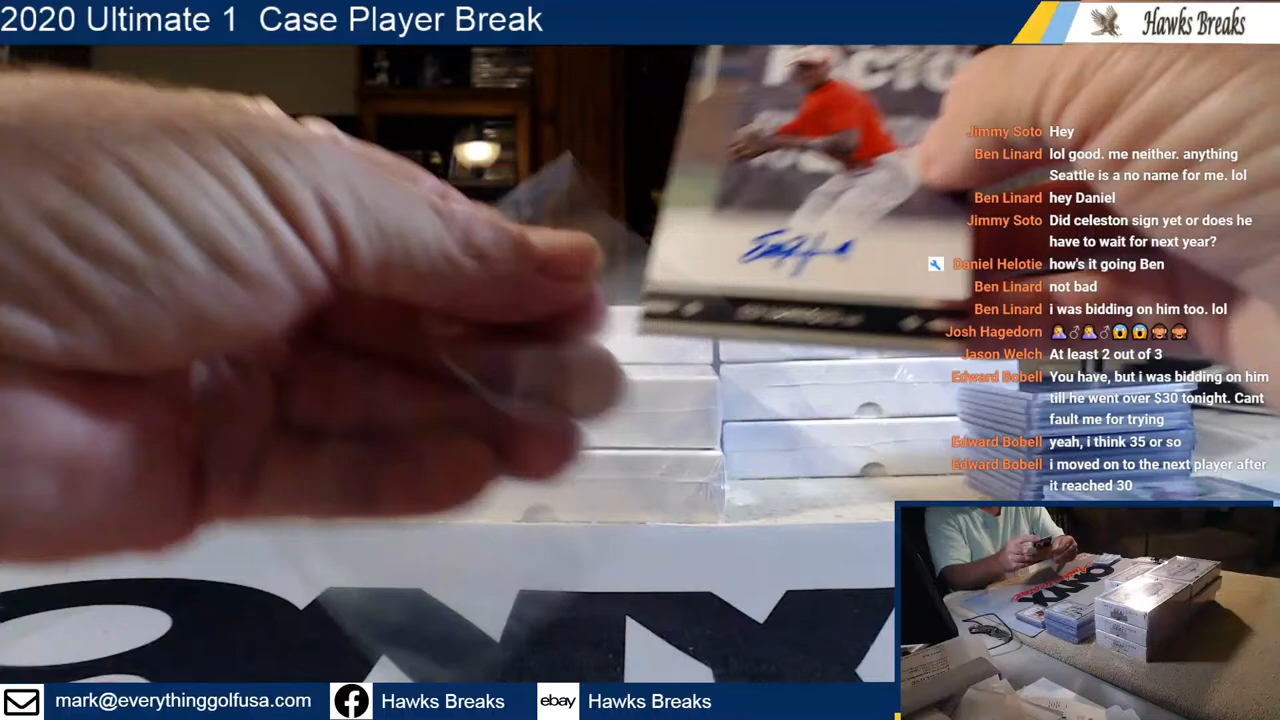 2020 Ultimate 1 Case Player Break
Hawks Breaks
Jimmy Soto Hey
Ben Linard lol good. me neither. anything
Seattle is a no name for me. lol
Ben Linard hey Daniel
Jimmy Soto Did celeston sign yet or does he
have to wait for next year?
Daniel Helotie how's it going Ben
Ben Linard not bad
Ben Linard i was bidding on him too. lol
Josh Hagedorn 🤦‍♂️🤦‍♂️😱😱🙊🙊
Jason Welch At least 2 out of 3
Edward Bobell You have, but i was bidding on him
till he went over $30 tonight. Cant
fault me for trying
Edward Bobell yeah, i think 35 or so
Edward Bobell i moved on to the next player after
it reached 30
mark@everythinggolfusa.com
Hawks Breaks
ebay Hawks Breaks